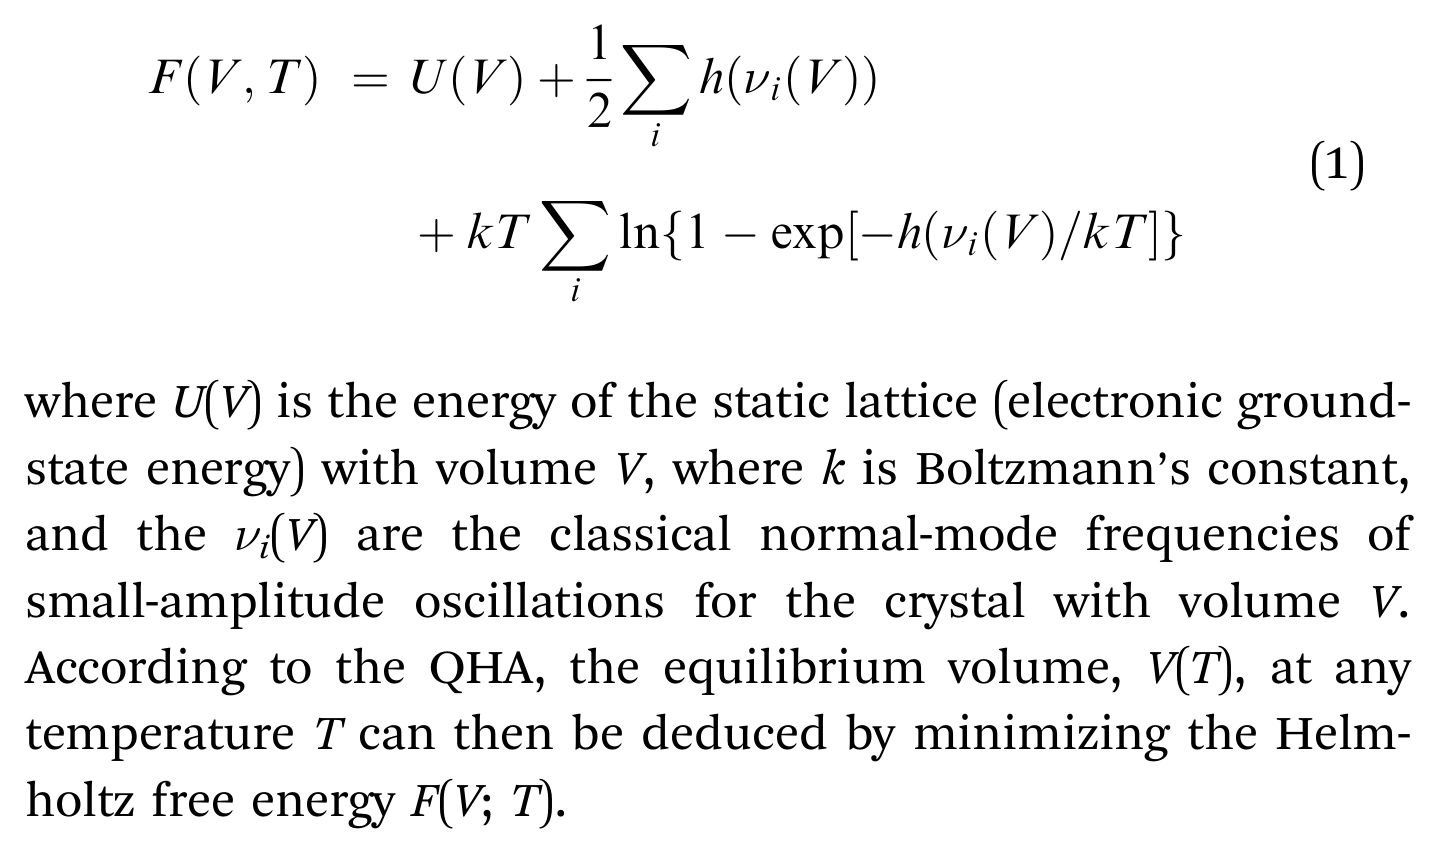 F(V, T) = U(V) + 1/2 ∑_i h(ν_i(V))
(1)
+ kT ∑_i ln{1 − exp[−h(ν_i(V)/kT]}
where U(V) is the energy of the static lattice (electronic ground-
state energy) with volume V, where k is Boltzmann’s constant,
and the ν_i(V) are the classical normal-mode frequencies of
small-amplitude oscillations for the crystal with volume V.
According to the QHA, the equilibrium volume, V(T), at any
temperature T can then be deduced by minimizing the Helm-
holtz free energy F(V; T).